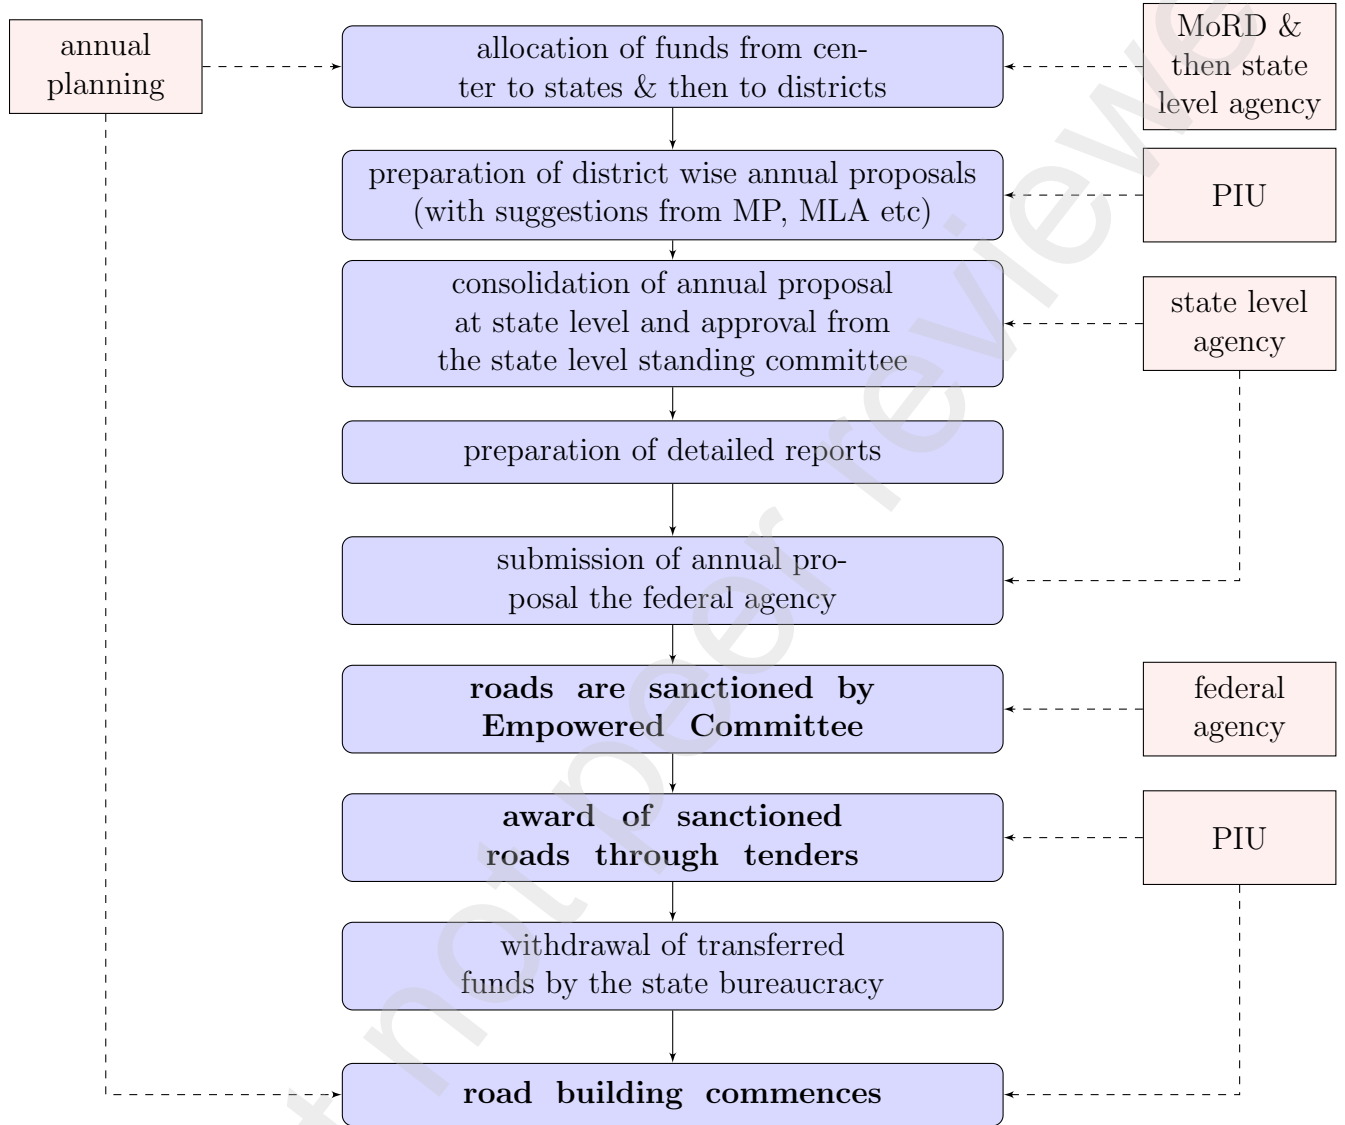 annual
planning
allocation of funds from cen-
ter to states & then to districts
MoRD &
then state
level agency
preparation of district wise annual proposals
(with suggestions from MP, MLA etc)
PIU
consolidation of annual proposal
at state level and approval from
the state level standing committee
state level
agency
preparation of detailed reports
submission of annual pro-
posal the federal agency
roads are sanctioned by
Empowered Committee
federal
agency
award of sanctioned
roads through tenders
PIU
withdrawal of transferred
funds by the state bureaucracy
road building commences
not peer reviewe